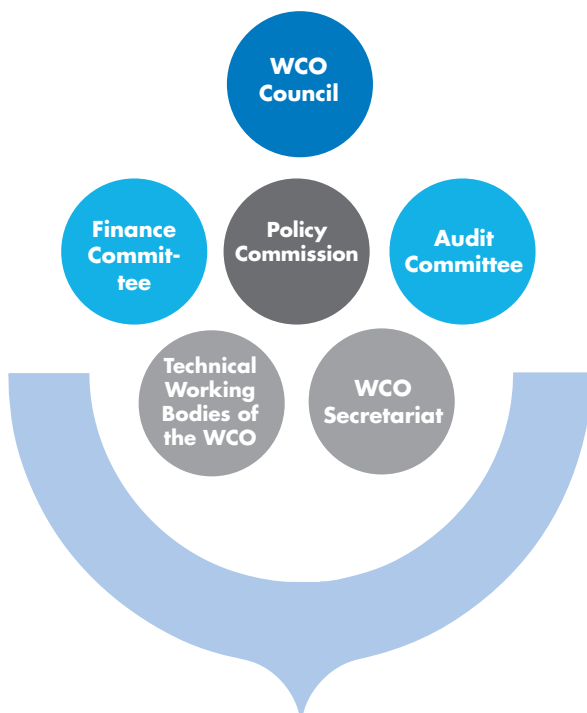 WCO
Council
Finance
Commit-
tee
Policy
Commission
Audit
Committee
Technical
Working
Bodies of
the WCO
WCO
Secretariat